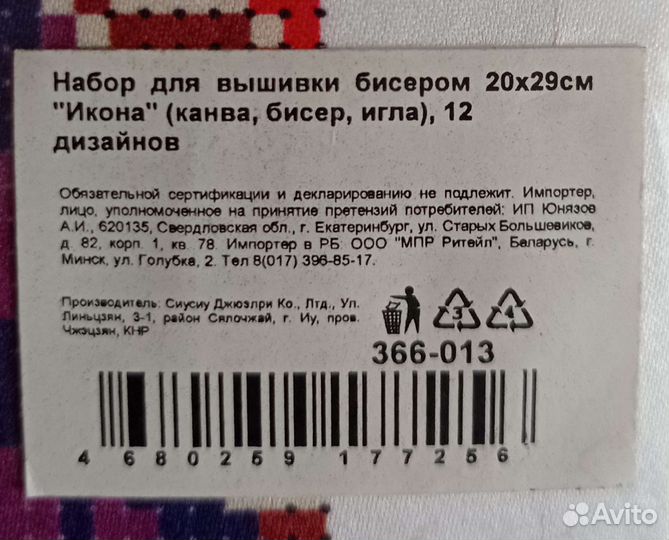 Набор для вышивки бисером 20х29см
"Икона" (канва, бисер, игла), 12
дизайнов
Обязательной сертификации и декларированию не подлежит. Импортер,
лицо, уполномоченное на принятие претензий потребителей: ИП Юнязов
А.И., 620135, Свердловская обл., г. Екатеринбург, ул. Старых Большевиков,
д. 82, корп. 1, кв. 78. Импортер в РБ: ООО "МПР Ритейл", Беларусь, г.
Минск, ул. Голубка, 2. Тел 8(017) 396-85-17.
Производитель: Сиусиу Джюэлри Ко., Лтд., Ул.
Линьцзян, 3-1, район Сялочжай, г. Иу, пров.
Чжэцзян, КНР
3 4
366-013
4 680259 177256
Avito